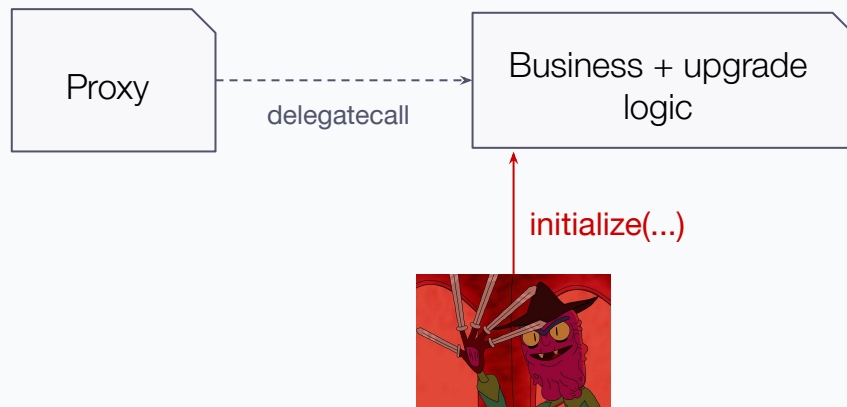 Proxy
delegatecall
Business + upgrade
logic
initialize(...)